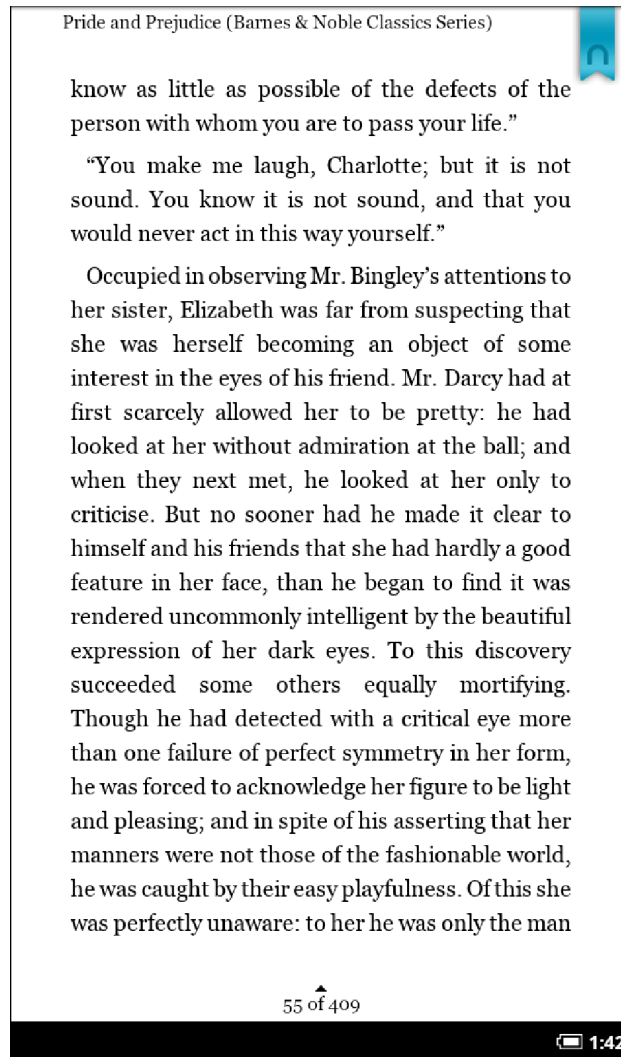 Pride and Prejudice (Barnes & Noble Classics Series)
know as little as possible of the defects of the
person with whom you are to pass your life.”
“You make me laugh, Charlotte; but it is not
sound. You know it is not sound, and that you
would never act in this way yourself.”
Occupied in observing Mr. Bingley’s attentions to
her sister, Elizabeth was far from suspecting that
she was herself becoming an object of some
interest in the eyes of his friend. Mr. Darcy had at
first scarcely allowed her to be pretty: he had
looked at her without admiration at the ball; and
when they next met, he looked at her only to
criticise. But no sooner had he made it clear to
himself and his friends that she had hardly a good
feature in her face, than he began to find it was
rendered uncommonly intelligent by the beautiful
expression of her dark eyes. To this discovery
succeeded some others equally mortifying.
Though he had detected with a critical eye more
than one failure of perfect symmetry in her form,
he was forced to acknowledge her figure to be light
and pleasing; and in spite of his asserting that her
manners were not those of the fashionable world,
he was caught by their easy playfulness. Of this she
was perfectly unaware: to her he was only the man
55 of 409
1:42